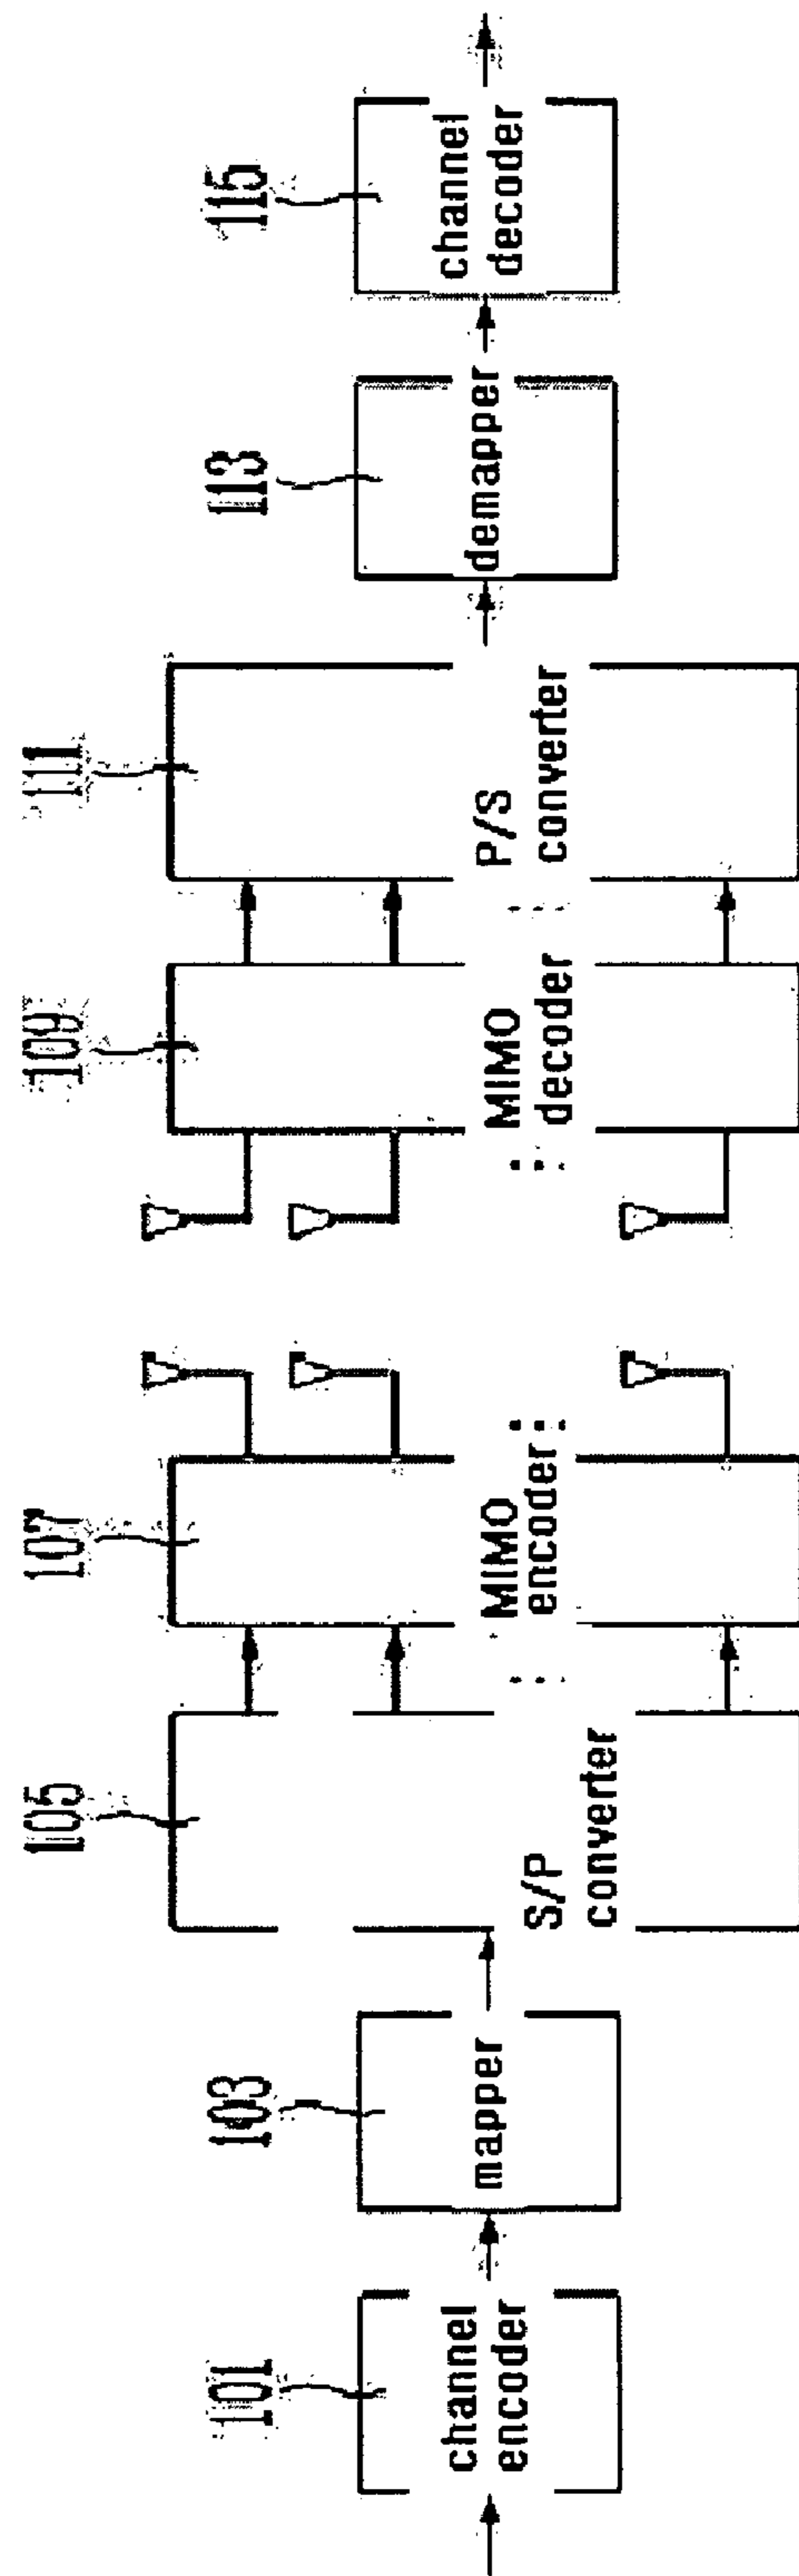 101
channel
encoder
103
mapper
105
S/P
converter
107
MIMO
encoder
109
MIMO
decoder
111
P/S
converter
113
demapper
115
channel
decoder